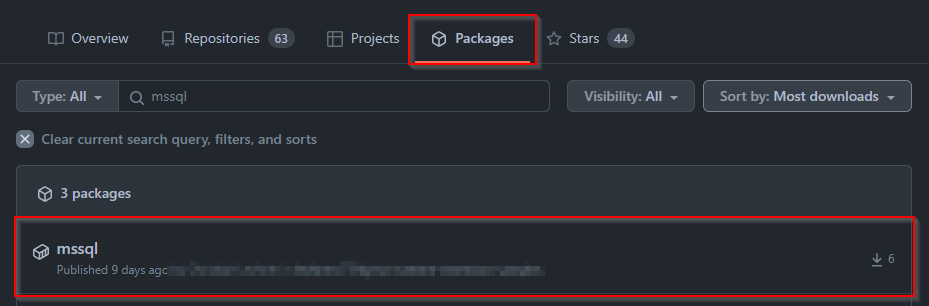 Overview Repositories 63 Projects Packages Stars 44
Type: All mssql Visibility: All Sort by: Most downloads
Clear current search query, filters, and sorts
3 packages
mssql
Published 9 days ago 6